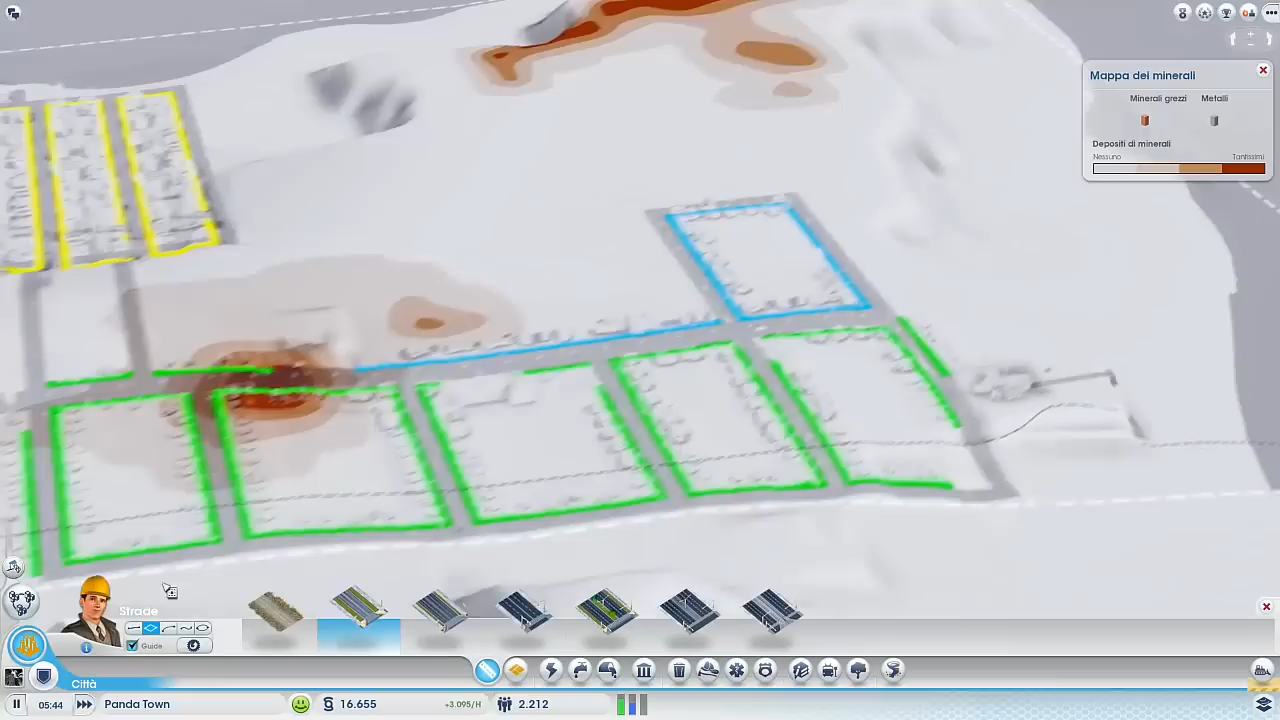 Mappa dei minerali
Minerali grezzi Metalli
Depositi di minerali
Nessuno Tantissimi
Strade
Guide
Città
05:44 Panda Town 16.655 +3.095/H 2.212